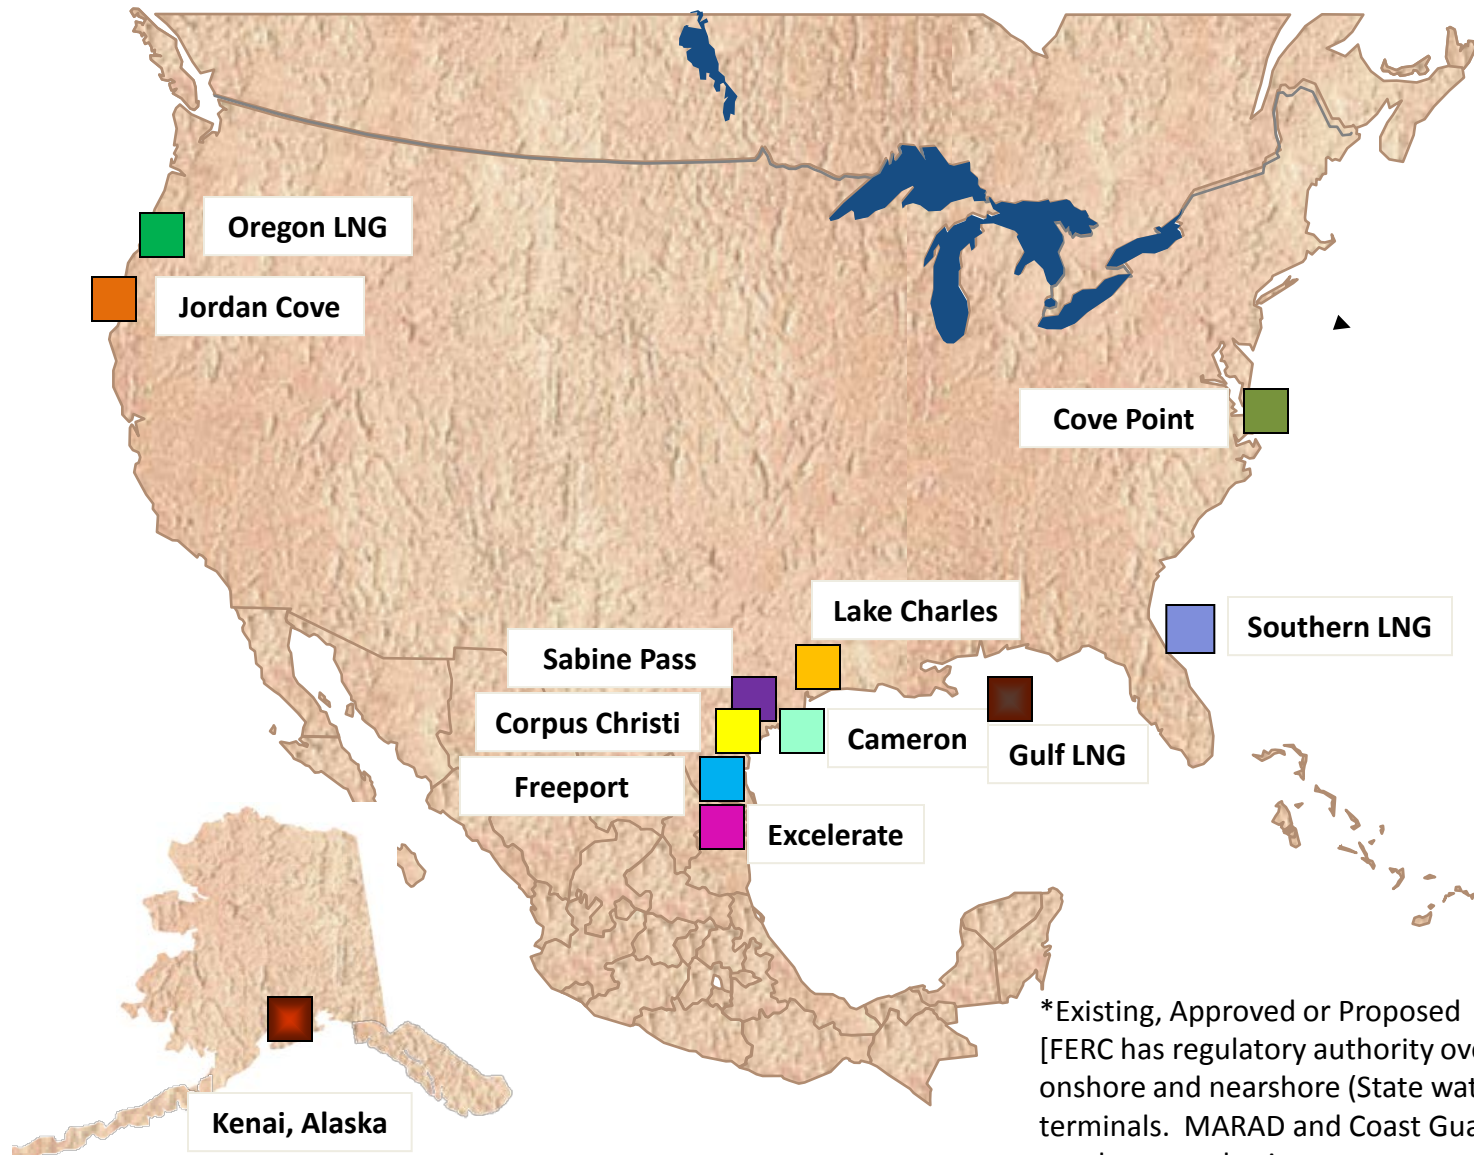 Oregon LNG
Jordan Cove
Cove Point
Lake Charles
Southern LNG
Sabine Pass
Corpus Christi
Cameron
Gulf LNG
Freeport
Excelerate
*Existing, Approved or Proposed
[FERC has regulatory authority ove
onshore and nearshore (State wat
terminals. MARAD and Coast Gua
Kenai, Alaska